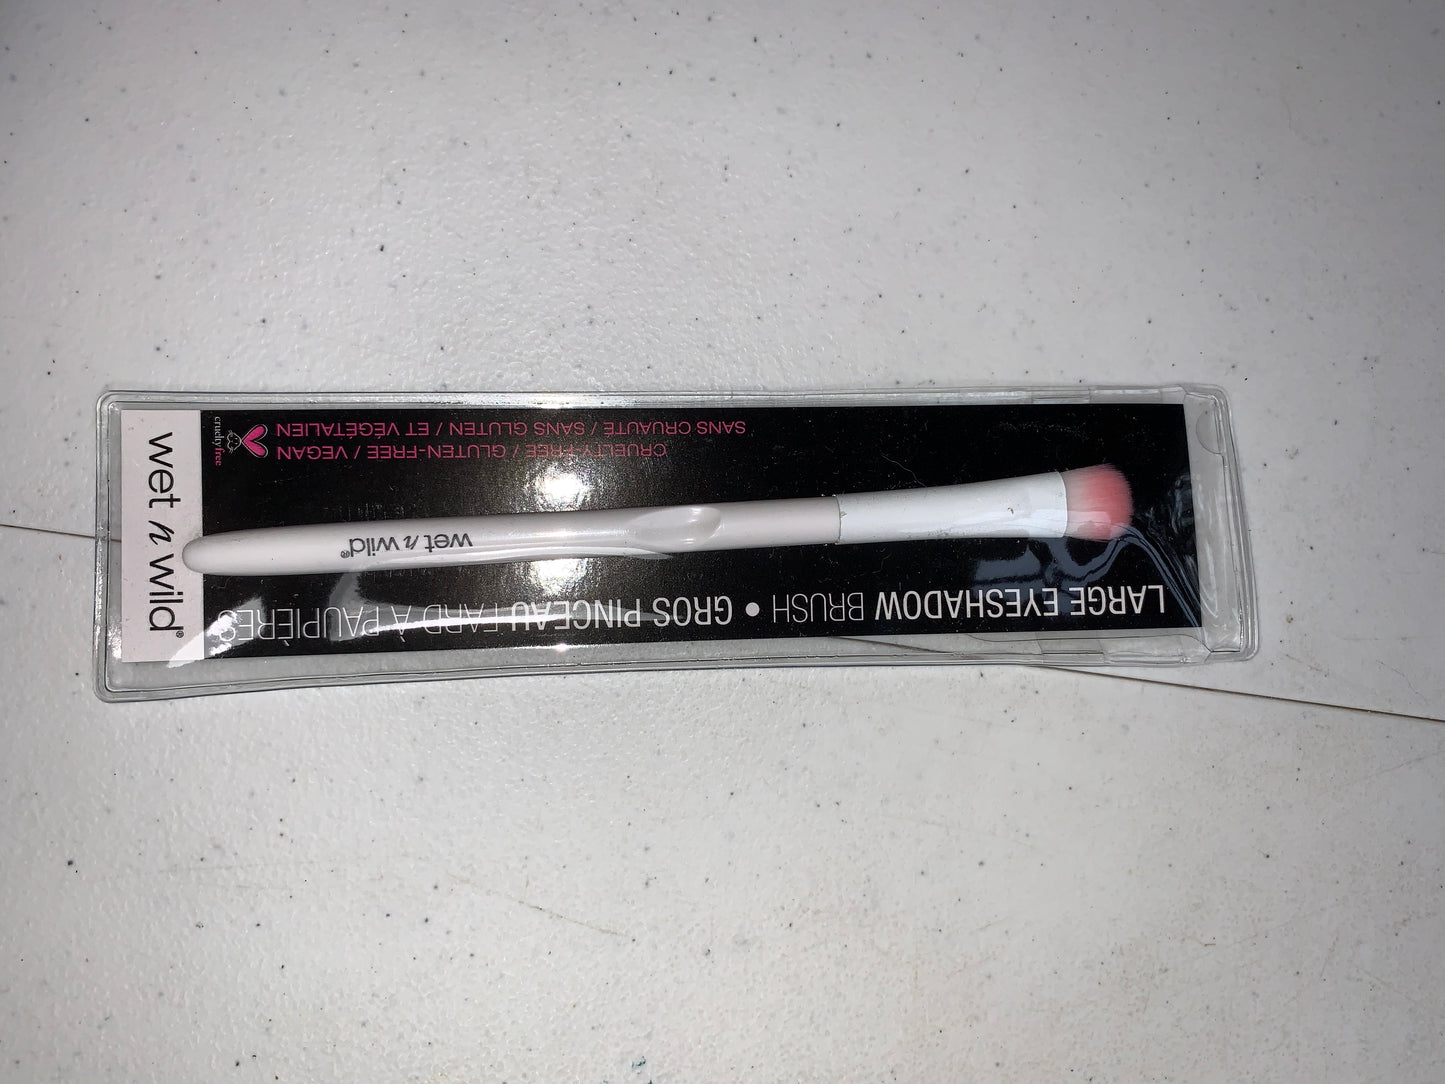 wet n wild®
cruelty free
CRUELTY-FREE / GLUTEN-FREE / VEGAN
SANS CRUAUTÉ / SANS GLUTEN / ET VÉGÉTALIEN
wet n wild®
LARGE EYESHADOW BRUSH • GROS PINCEAU FARD À PAUPIÈRES